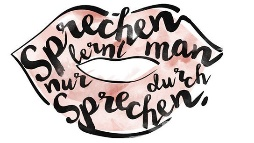 Sprechen
lernt man
nur durch
Sprechen.